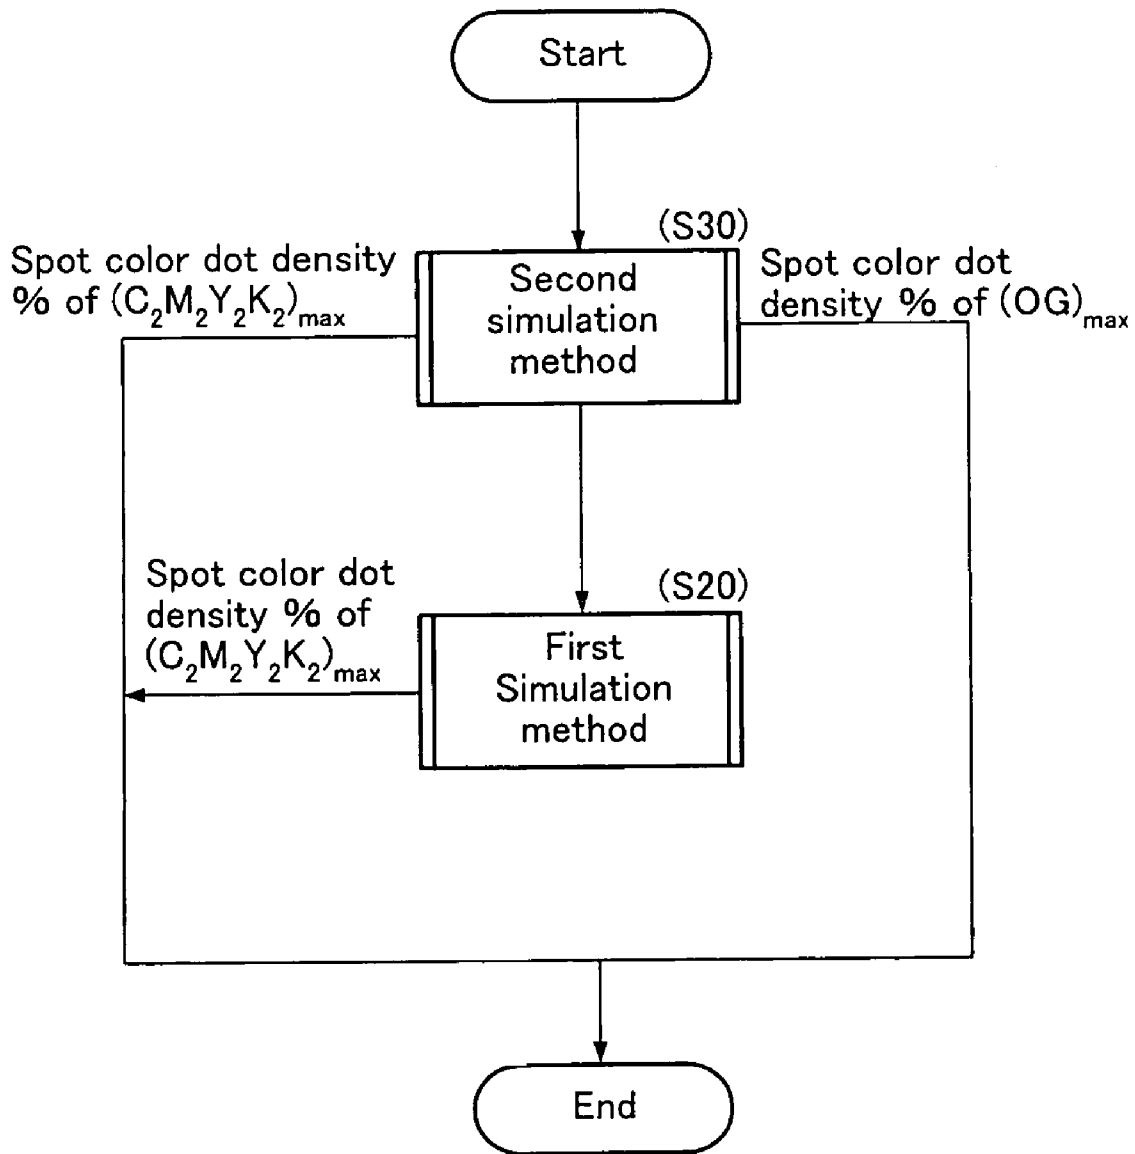 Start
(S30)
Spot color dot density
% of (C₂M₂Y₂K₂)max
Second
simulation
method
Spot color dot
density % of (OG)max
Spot color dot
density % of
(C₂M₂Y₂K₂)max
(S20)
First
Simulation
method
End